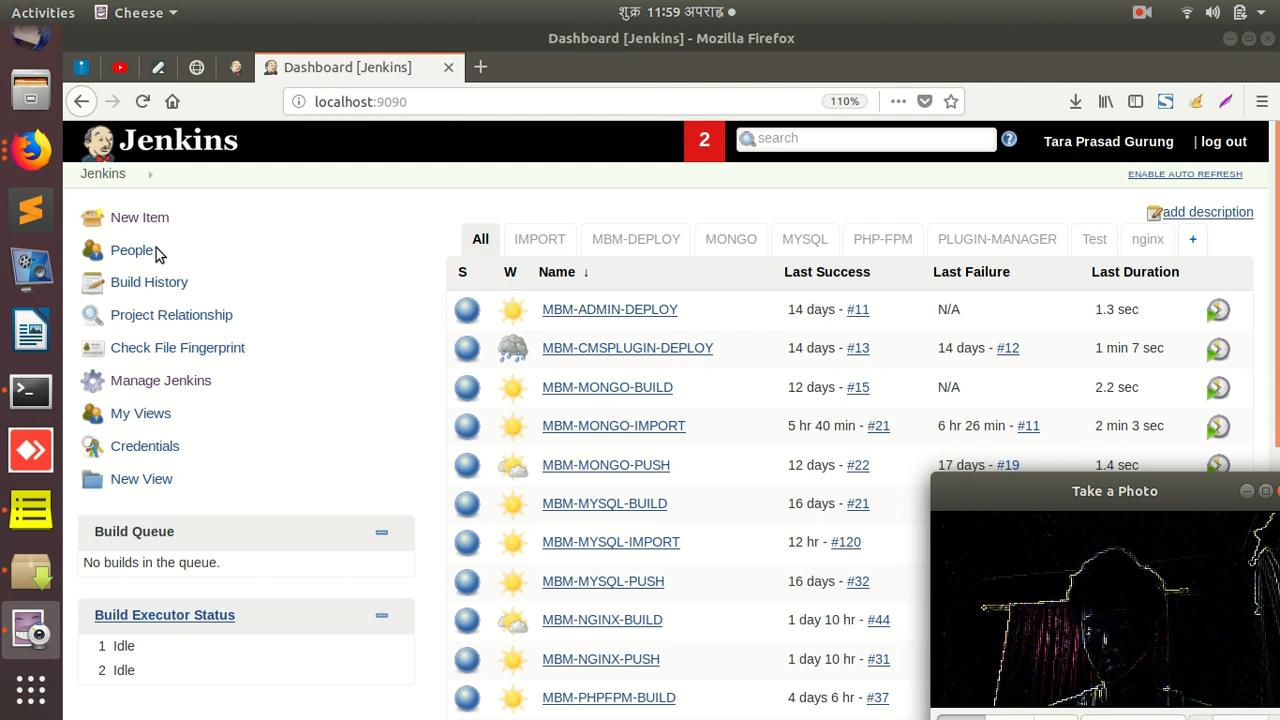 Activities Cheese शुक्र 11:59 अपराह्न
Dashboard [Jenkins] - Mozilla Firefox
Dashboard [Jenkins]
localhost:9090 110%
Jenkins 2 search Tara Prasad Gurung | log out
Jenkins ENABLE AUTO REFRESH
add description
New Item
People
Build History
Project Relationship
Check File Fingerprint
Manage Jenkins
My Views
Credentials
New View
Build Queue
No builds in the queue.
Build Executor Status
1 Idle
2 Idle
All IMPORT MBM-DEPLOY MONGO MYSQL PHP-FPM PLUGIN-MANAGER Test nginx +
S W Name ↓ Last Success Last Failure Last Duration
MBM-ADMIN-DEPLOY 14 days - #11 N/A 1.3 sec
MBM-CMSPLUGIN-DEPLOY 14 days - #13 14 days - #12 1 min 7 sec
MBM-MONGO-BUILD 12 days - #15 N/A 2.2 sec
MBM-MONGO-IMPORT 5 hr 40 min - #21 6 hr 26 min - #11 2 min 3 sec
MBM-MONGO-PUSH 12 days - #22 17 days - #19 1.4 sec
MBM-MYSQL-BUILD 16 days - #21
MBM-MYSQL-IMPORT 12 hr - #120
MBM-MYSQL-PUSH 16 days - #32
MBM-NGINX-BUILD 1 day 10 hr - #44
MBM-NGINX-PUSH 1 day 10 hr - #31
MBM-PHPFPM-BUILD 4 days 6 hr - #37
Take a Photo